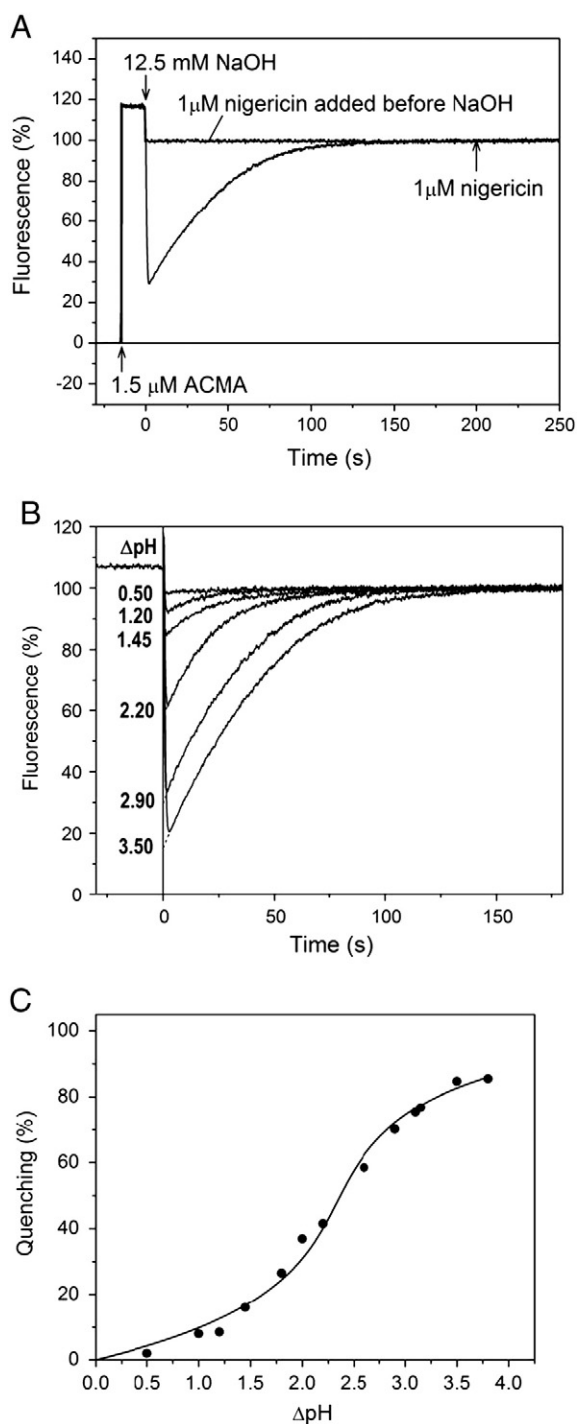 A
140
120
100
80
60
40
20
0
-20
Fluorescence (%)
12.5 mM NaOH
1μM nigericin added before NaOH
1μM nigericin
1.5 μM ACMA
0 50 100 150 200 250
Time (s)
B
120
100
80
60
40
20
0
Fluorescence (%)
ΔpH
0.50
1.20
1.45
2.20
2.90
3.50
0 50 100 150
Time (s)
C
100
80
60
40
20
0
Quenching (%)
0.0 0.5 1.0 1.5 2.0 2.5 3.0 3.5 4.0
ΔpH